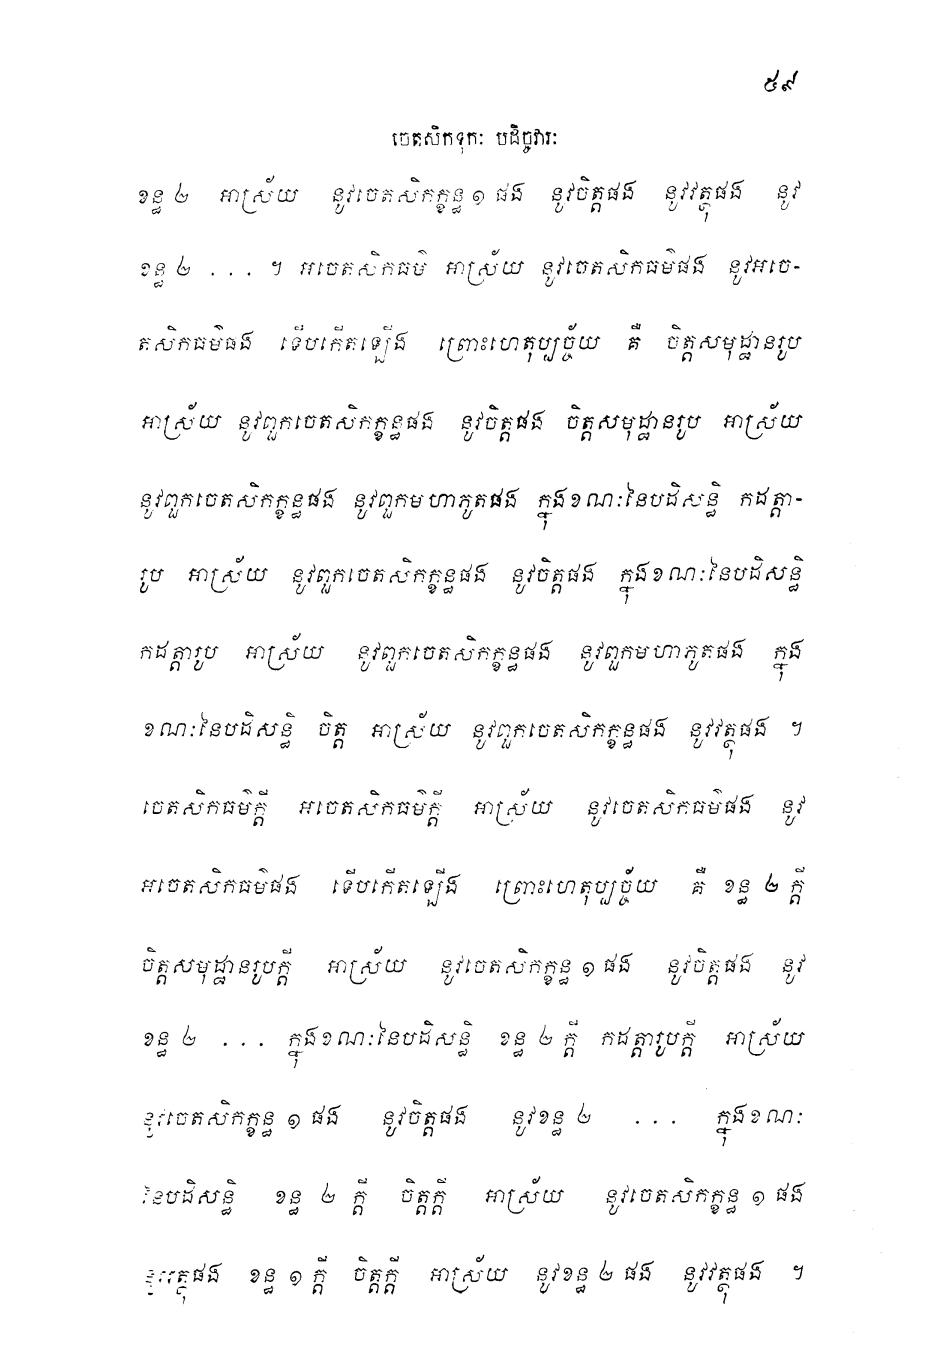 ៥៩
ចេតសិកទុកៈ បដិច្ចវារៈ
ខន្ធ ២ អាស្រ័យ នូវចេតសិកក្ខន្ធ ១ ផង នូវចិត្តផង នូវវត្ថុផង នូវ
ខន្ធ ២ . . . ។ អចេតសិកធម៌ អាស្រ័យ នូវចេតសិកធម៌ផង នូវអចេ-
តសិកធម៌ផង ទើបកើតឡើង ព្រោះហេតុប្បច្ច័យ គឺ ចិត្តសមុដ្ឋានរូប
អាស្រ័យ នូវពួកចេតសិកក្ខន្ធផង នូវចិត្តផង ចិត្តសមុដ្ឋានរូប អាស្រ័យ
នូវពួកចេតសិកក្ខន្ធផង នូវពួកមហាភូតផង ក្នុងខណៈនៃបដិសន្ធិ កដត្តា-
រូប អាស្រ័យ នូវពួកចេតសិកក្ខន្ធផង នូវចិត្តផង ក្នុងខណៈនៃបដិសន្ធិ
កដត្តារូប អាស្រ័យ នូវពួកចេតសិកក្ខន្ធផង នូវពួកមហាភូតផង ក្នុង
ខណៈនៃបដិសន្ធិ ចិត្ត អាស្រ័យ នូវពួកចេតសិកក្ខន្ធផង នូវវត្ថុផង ។
ចេតសិកធម៌ក្តី អចេតសិកធម៌ក្តី អាស្រ័យ នូវចេតសិកធម៌ផង នូវ
អចេតសិកធម៌ផង ទើបកើតឡើង ព្រោះហេតុប្បច្ច័យ គឺ ខន្ធ ២ ក្តី
ចិត្តសមុដ្ឋានរូបក្តី អាស្រ័យ នូវចេតសិកក្ខន្ធ ១ ផង នូវចិត្តផង នូវ
ខន្ធ ២ . . . ក្នុងខណៈនៃបដិសន្ធិ ខន្ធ ២ ក្តី កដត្តារូបក្តី អាស្រ័យ
នូវចេតសិកក្ខន្ធ ១ ផង នូវចិត្តផង នូវខន្ធ ២ . . . ក្នុងខណៈ
នៃបដិសន្ធិ ខន្ធ ២ ក្តី ចិត្តក្តី អាស្រ័យ នូវចេតសិកក្ខន្ធ ១ ផង
នូវវត្ថុផង ខន្ធ ១ ក្តី ចិត្តក្តី អាស្រ័យ នូវខន្ធ ២ ផង នូវវត្ថុផង ។